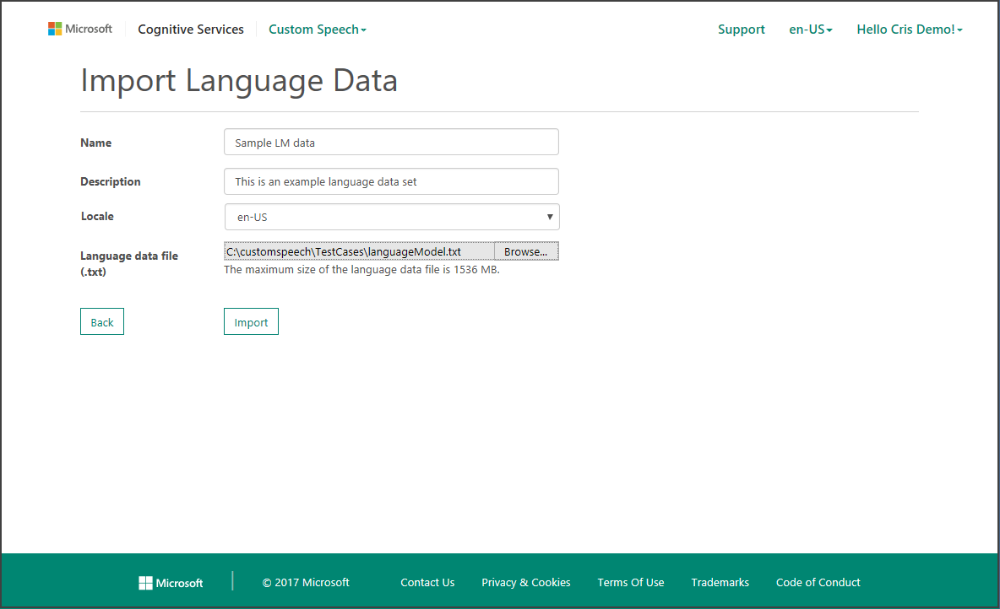 Microsoft Cognitive Services Custom Speech Support en-US Hello Cris Demo!
Import Language Data
Name Sample LM data
Description This is an example language data set
Locale en-US
Language data file (.txt) C:\customspeech\TestCases\languageModel.txt Browse...
The maximum size of the language data file is 1536 MB.
Back Import
Microsoft © 2017 Microsoft Contact Us Privacy & Cookies Terms Of Use Trademarks Code of Conduct